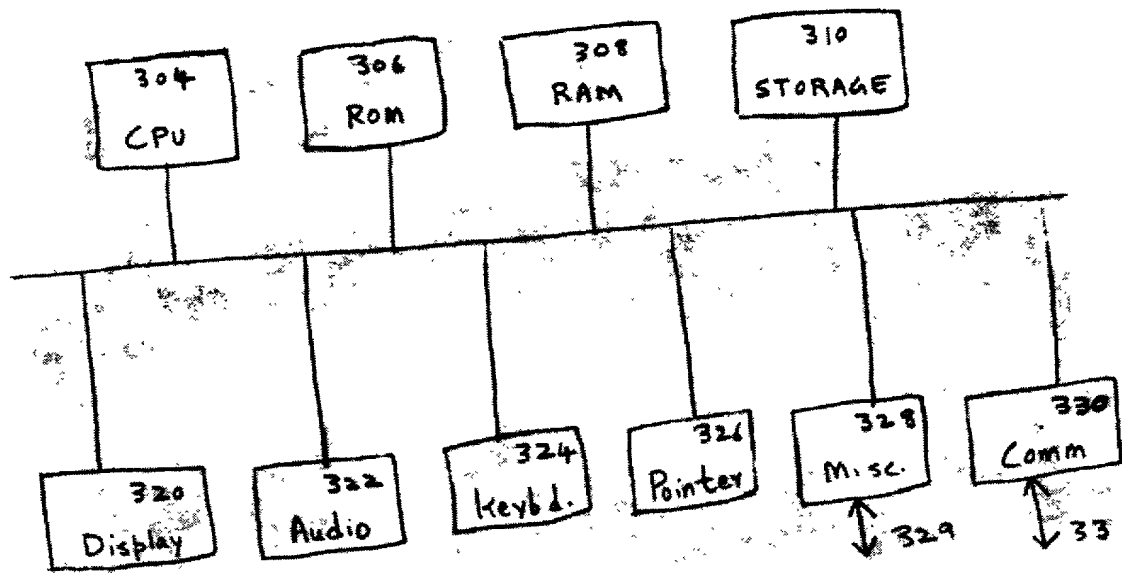 304
CPU
306
ROM
308
RAM
310
STORAGE
320
Display
322
Audio
324
Keybd.
326
Pointer
328
Misc.
330
Comm
329
33